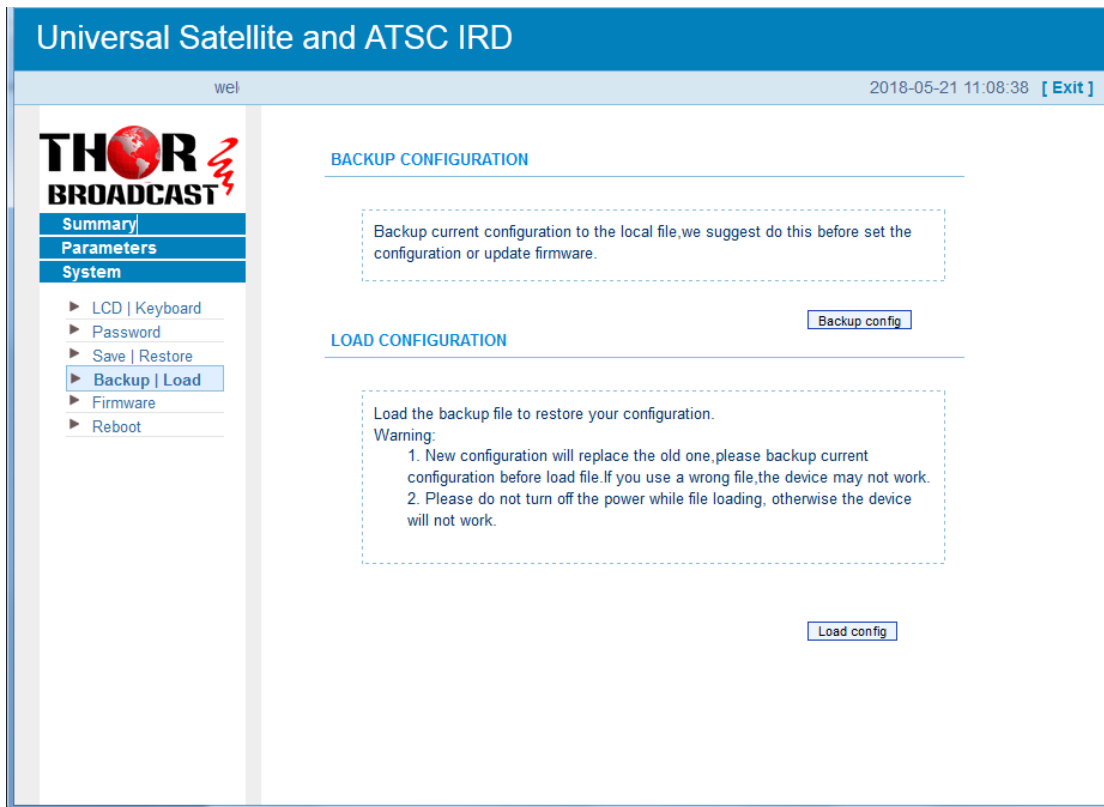 Universal Satellite and ATSC IRD
wel
2018-05-21 11:08:38 [ Exit ]
THOR
BROADCAST
Summary
Parameters
System
LCD | Keyboard
Password
Save | Restore
Backup | Load
Firmware
Reboot
BACKUP CONFIGURATION
Backup current configuration to the local file,we suggest do this before set the
configuration or update firmware.
Backup config
LOAD CONFIGURATION
Load the backup file to restore your configuration.
Warning:
1. New configuration will replace the old one,please backup current
configuration before load file.If you use a wrong file,the device may not work.
2. Please do not turn off the power while file loading, otherwise the device
will not work.
Load config